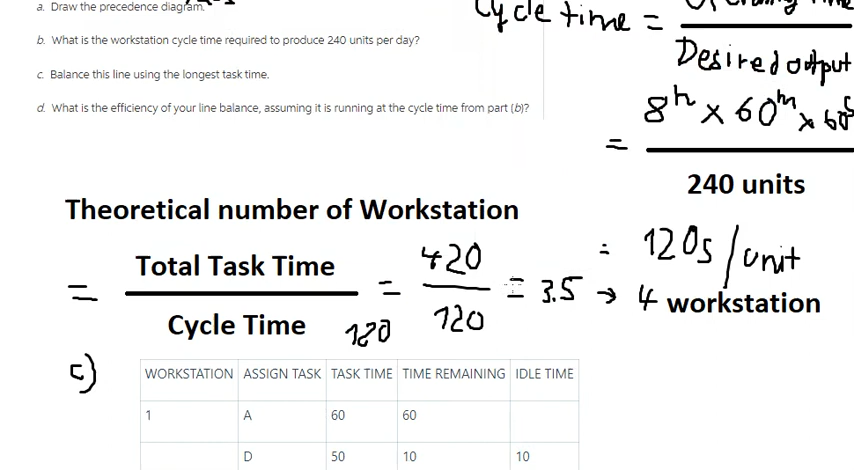 a. Draw the precedence diagram.
Cycle time =
b. What is the workstation cycle time required to produce 240 units per day?
Desired output
c. Balance this line using the longest task time.
d. What is the efficiency of your line balance, assuming it is running at the cycle time from part (b)?
= 8h x 60m x 60s
240 units
Theoretical number of Workstation
= 120s/unit
= Total Task Time / Cycle Time = 420 / 120 = 3.5 → 4 workstation
120
c)
WORKSTATION ASSIGN TASK TASK TIME TIME REMAINING IDLE TIME
1 A 60 60
D 50 10 10